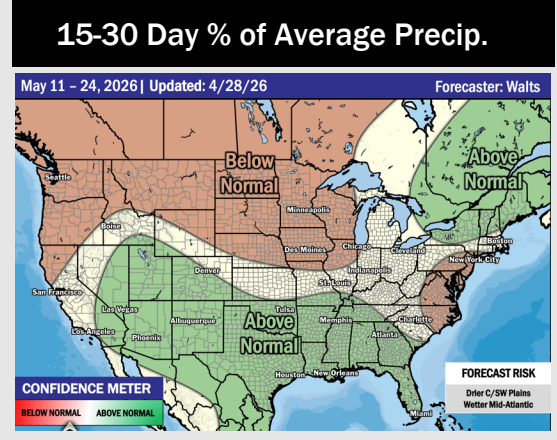 15-30 Day % of Average Precip.
May 11 – 24, 2026| Updated: 4/28/26 Forecaster: Walts
Below
Normal
Above
Normal
Seattle
Minneapolis
Boise
Boston
Des Moines
Chicago
Cleveland
New York City
Denver
Indianapolis
St. Louis
San Francisco
Las Vegas
Tulsa
Albuquerque
Above
Normal
Memphis
Charlotte
Los Angeles
Phoenix
Atlanta
Houston
New Orleans
Miami
CONFIDENCE METER
BELOW NORMAL ABOVE NORMAL
FORECAST RISK
Drier C/SW Plains
Wetter Mid-Atlantic